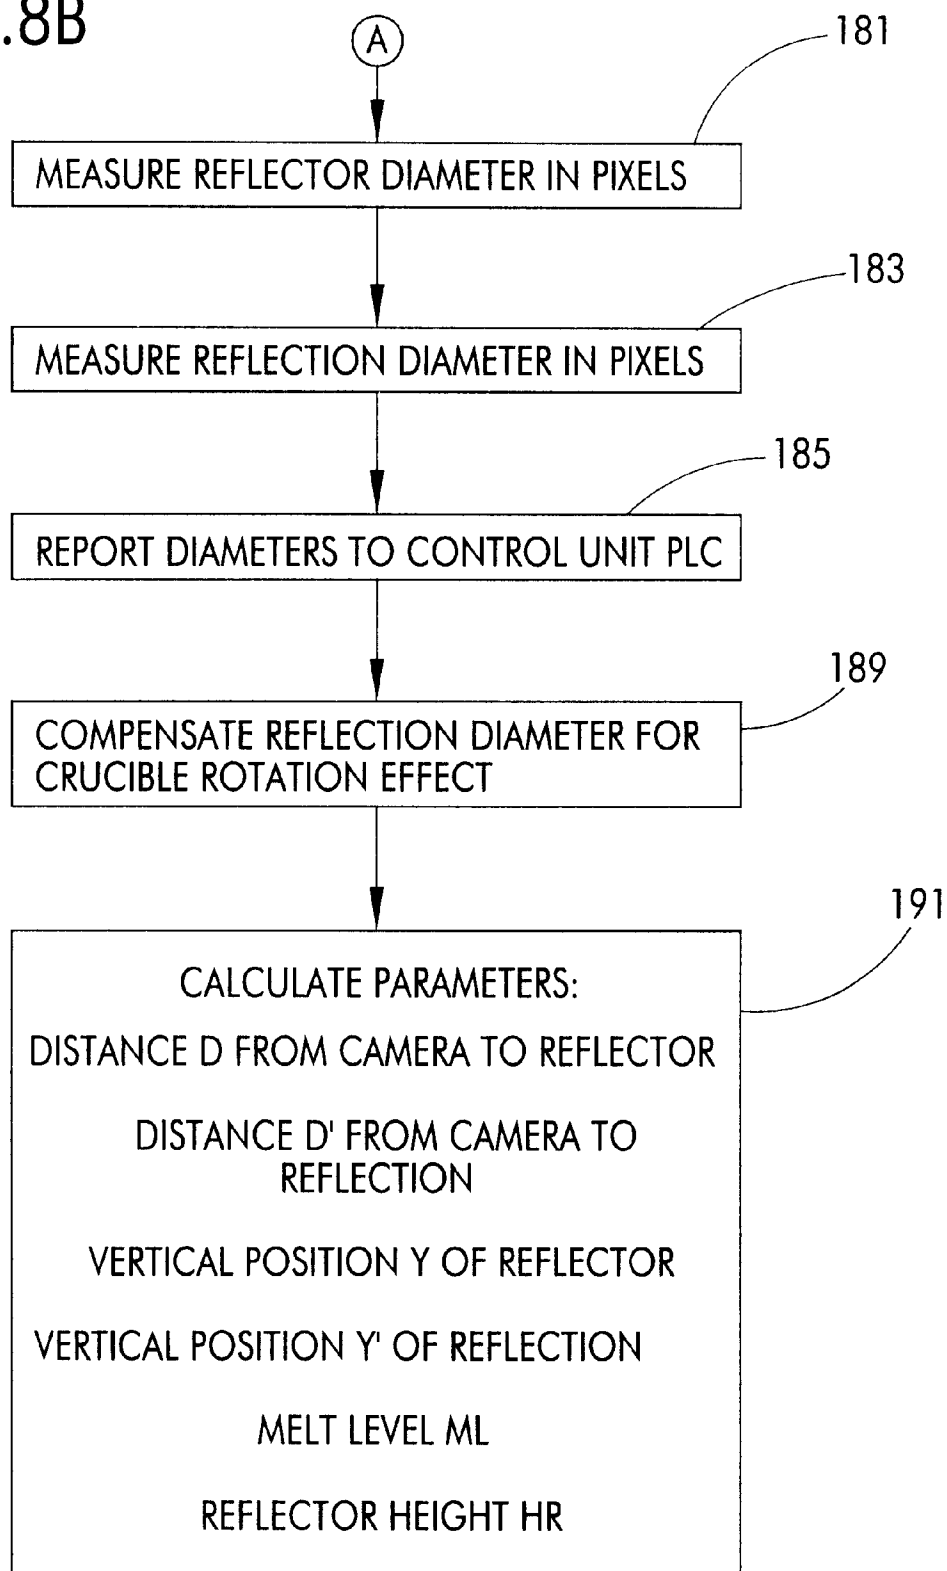 .8B
A
181
MEASURE REFLECTOR DIAMETER IN PIXELS
183
MEASURE REFLECTION DIAMETER IN PIXELS
185
REPORT DIAMETERS TO CONTROL UNIT PLC
189
COMPENSATE REFLECTION DIAMETER FOR
CRUCIBLE ROTATION EFFECT
191
CALCULATE PARAMETERS:
DISTANCE D FROM CAMERA TO REFLECTOR
DISTANCE D' FROM CAMERA TO
REFLECTION
VERTICAL POSITION Y OF REFLECTOR
VERTICAL POSITION Y' OF REFLECTION
MELT LEVEL ML
REFLECTOR HEIGHT HR